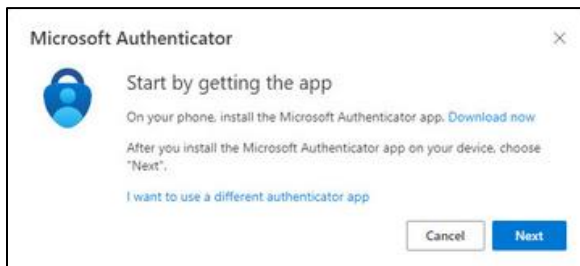 Microsoft Authenticator
Start by getting the app
On your phone, install the Microsoft Authenticator app. Download now
After you install the Microsoft Authenticator app on your device, choose
"Next".
I want to use a different authenticator app
Cancel Next